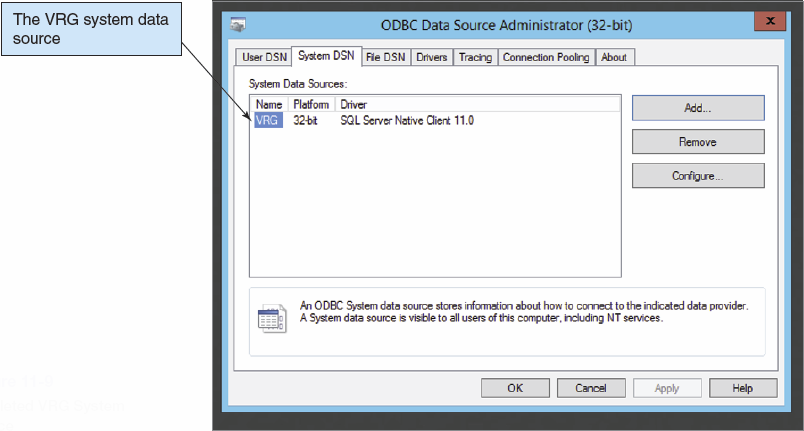 The VRG system data
source
ODBC Data Source Administrator (32-bit)
x
User DSN System DSN File DSN Drivers Tracing Connection Pooling About
System Data Sources:
Name Platform Driver
VRG 32-bit SQL Server Native Client 11.0
Add...
Remove
Configure...
An ODBC System data source stores information about how to connect to the indicated data provider.
A System data source is visible to all users of this computer, including NT services.
OK Cancel Apply Help